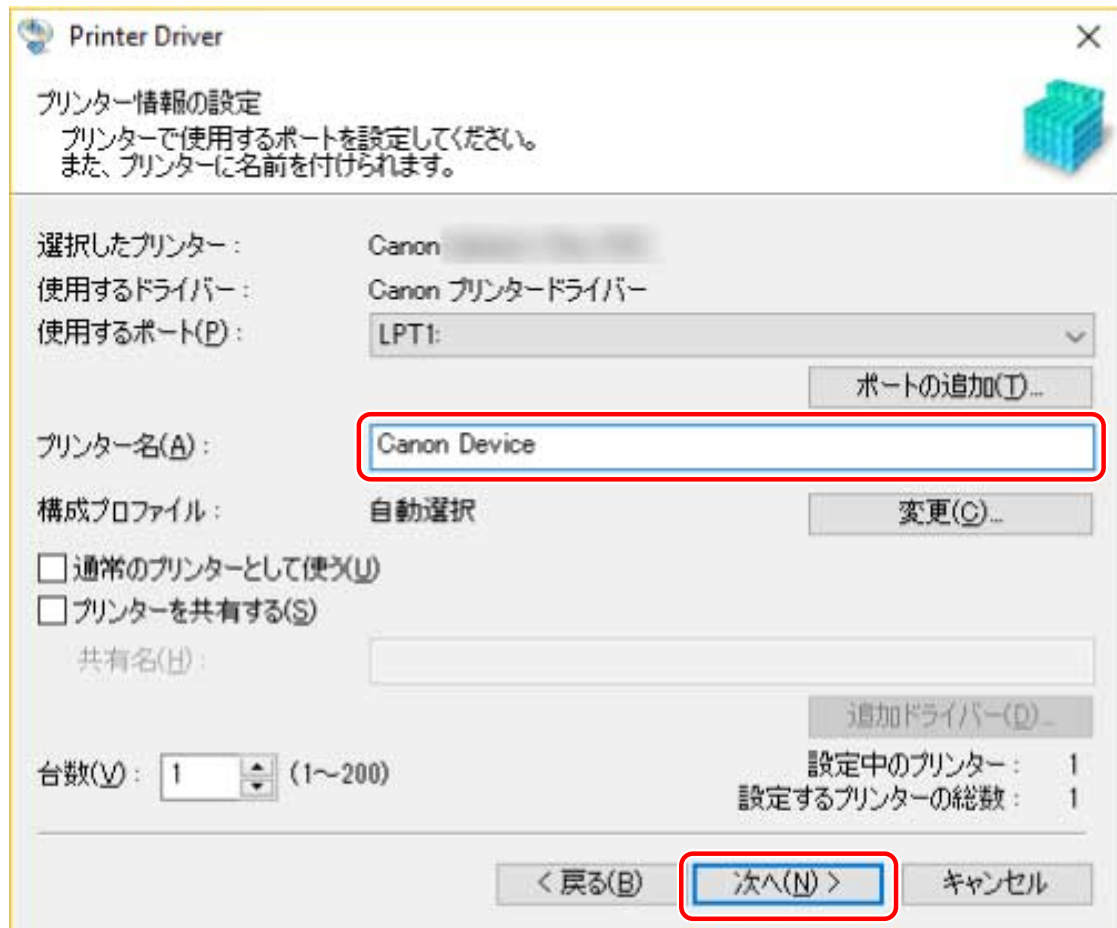 Printer Driver
プリンター情報の設定
プリンターで使用するポートを設定してください。
また、プリンターに名前を付けられます。
選択したプリンター : Canon
使用するドライバー : Canon プリンタードライバー
使用するポート(P) : LPT1:
ポートの追加(T)...
プリンター名(A) : Canon Device
構成プロファイル : 自動選択 変更(C)...
通常のプリンターとして使う(U)
プリンターを共有する(S)
共有名(H) :
追加ドライバー(D)...
台数(V) : 1 (1～200) 設定中のプリンター : 1
設定するプリンターの総数 : 1
< 戻る(B) 次へ(N) > キャンセル